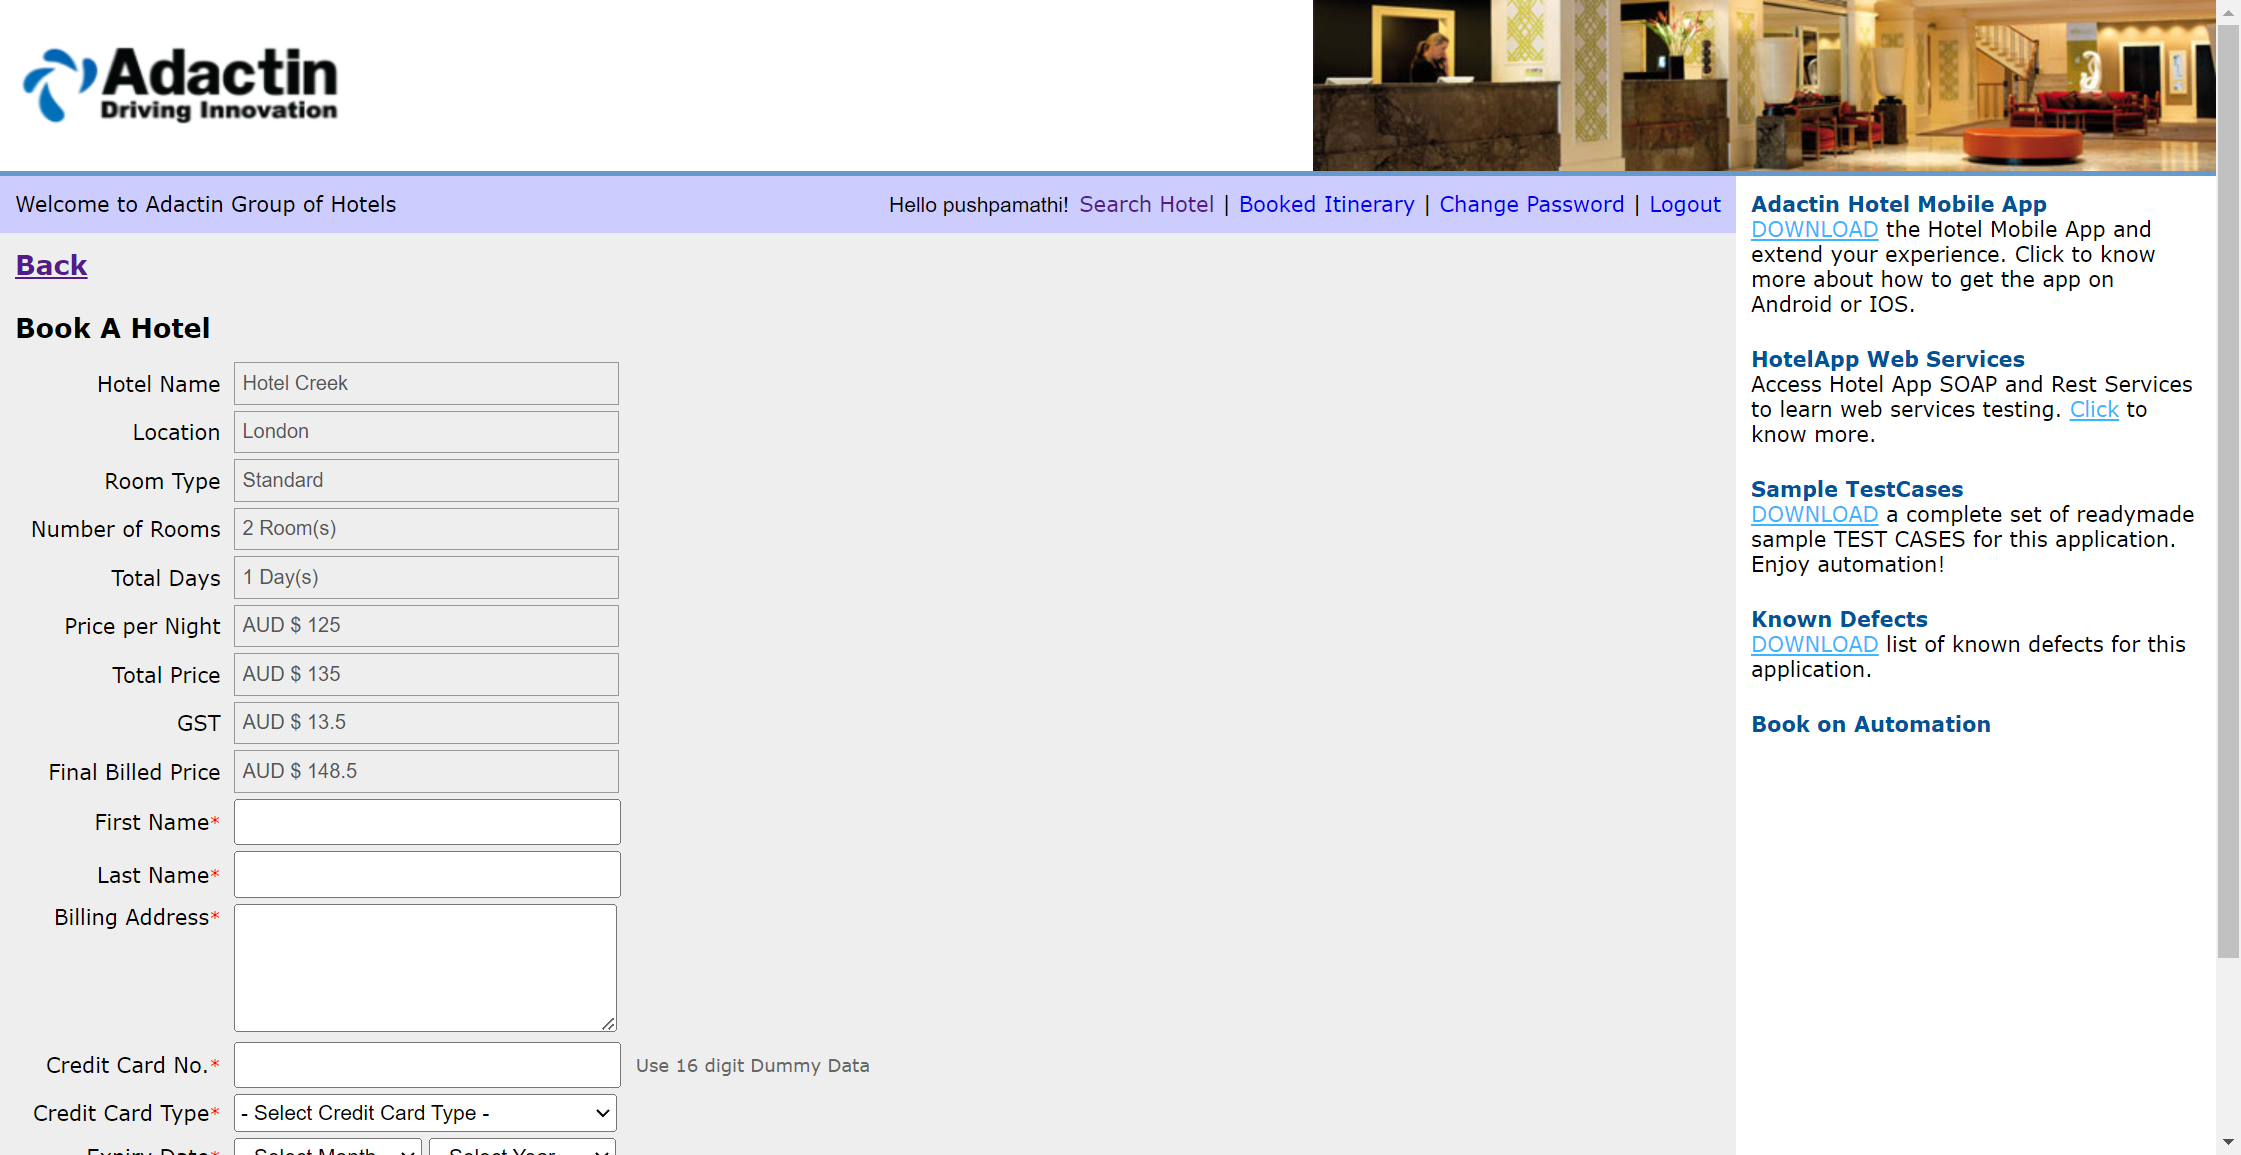 Adactin
Driving Innovation
Welcome to Adactin Group of Hotels
Hello pushpamathi! Search Hotel | Booked Itinerary | Change Password | Logout
Back
Book A Hotel
Hotel Name Hotel Creek
Location London
Room Type Standard
Number of Rooms 2 Room(s)
Total Days 1 Day(s)
Price per Night AUD $ 125
Total Price AUD $ 135
GST AUD $ 13.5
Final Billed Price AUD $ 148.5
First Name*
Last Name*
Billing Address*
Credit Card No.* Use 16 digit Dummy Data
Credit Card Type* - Select Credit Card Type -
Expiry Date* - Select Month - Select Year
Adactin Hotel Mobile App
DOWNLOAD the Hotel Mobile App and
extend your experience. Click to know
more about how to get the app on
Android or IOS.
HotelApp Web Services
Access Hotel App SOAP and Rest Services
to learn web services testing. Click to
know more.
Sample TestCases
DOWNLOAD a complete set of readymade
sample TEST CASES for this application.
Enjoy automation!
Known Defects
DOWNLOAD list of known defects for this
application.
Book on Automation